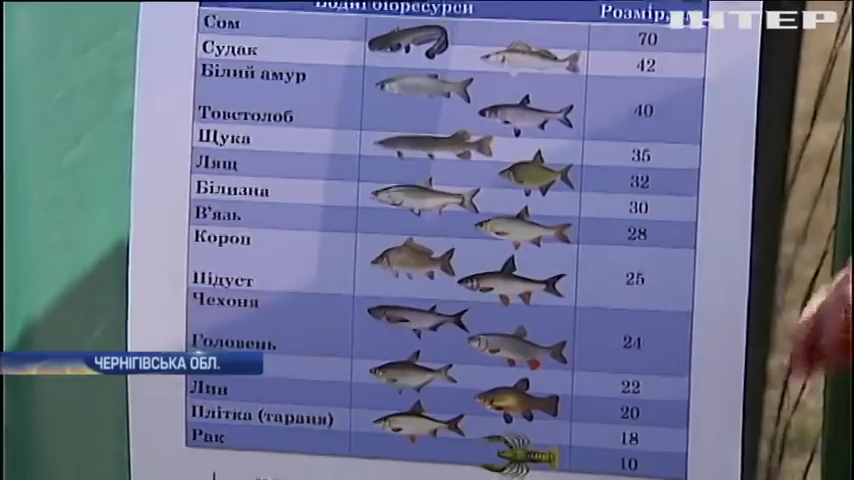 Водні біоресурси Розмір,
ІНТЕР
Сом 70
Судак 42
Білий амур
Товстолоб 40
Щука 35
Лящ 32
Білизна 30
В'язь 28
Короп
Підуст 25
Чехоня
Головень 24
ЧЕРНІГІВСЬКА ОБЛ.
22
Лин 20
Плітка (тараня) 18
Рак 10